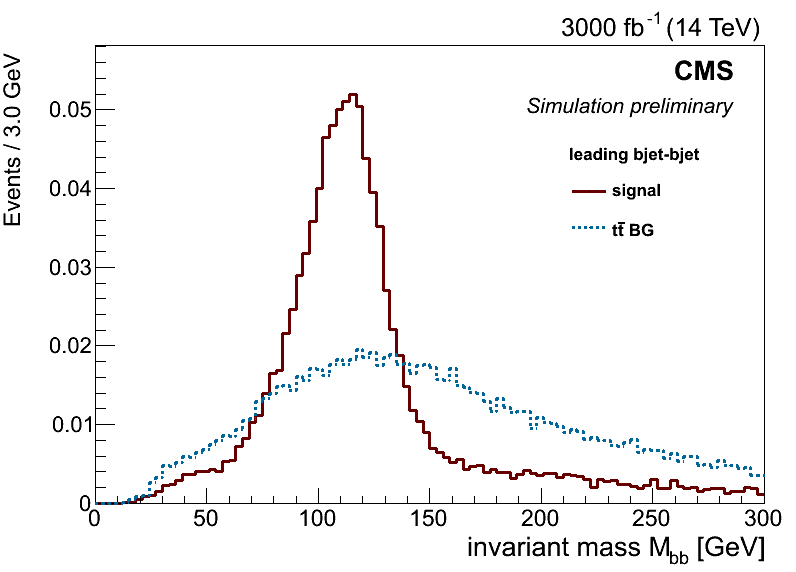 3000 fb⁻¹ (14 TeV)
CMS
Simulation preliminary
leading bjet-bjet
signal
tt̄ BG
Events / 3.0 GeV
0.05
0.04
0.03
0.02
0.01
0
0 50 100 150 200 250 300
invariant mass M_bb [GeV]